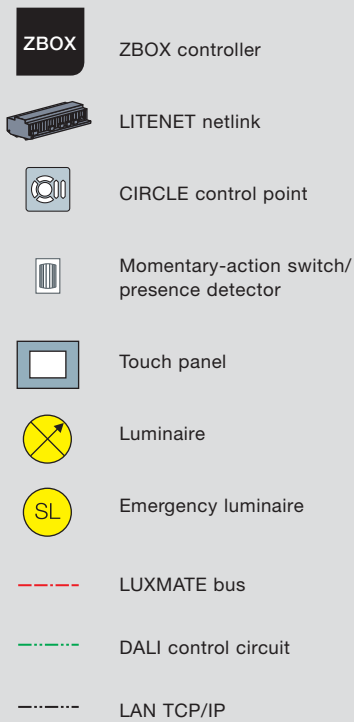 ZBOX
ZBOX controller
LITENET netlink
CIRCLE control point
Momentary-action switch/
presence detector
Touch panel
Luminaire
SL
Emergency luminaire
LUXMATE bus
DALI control circuit
LAN TCP/IP